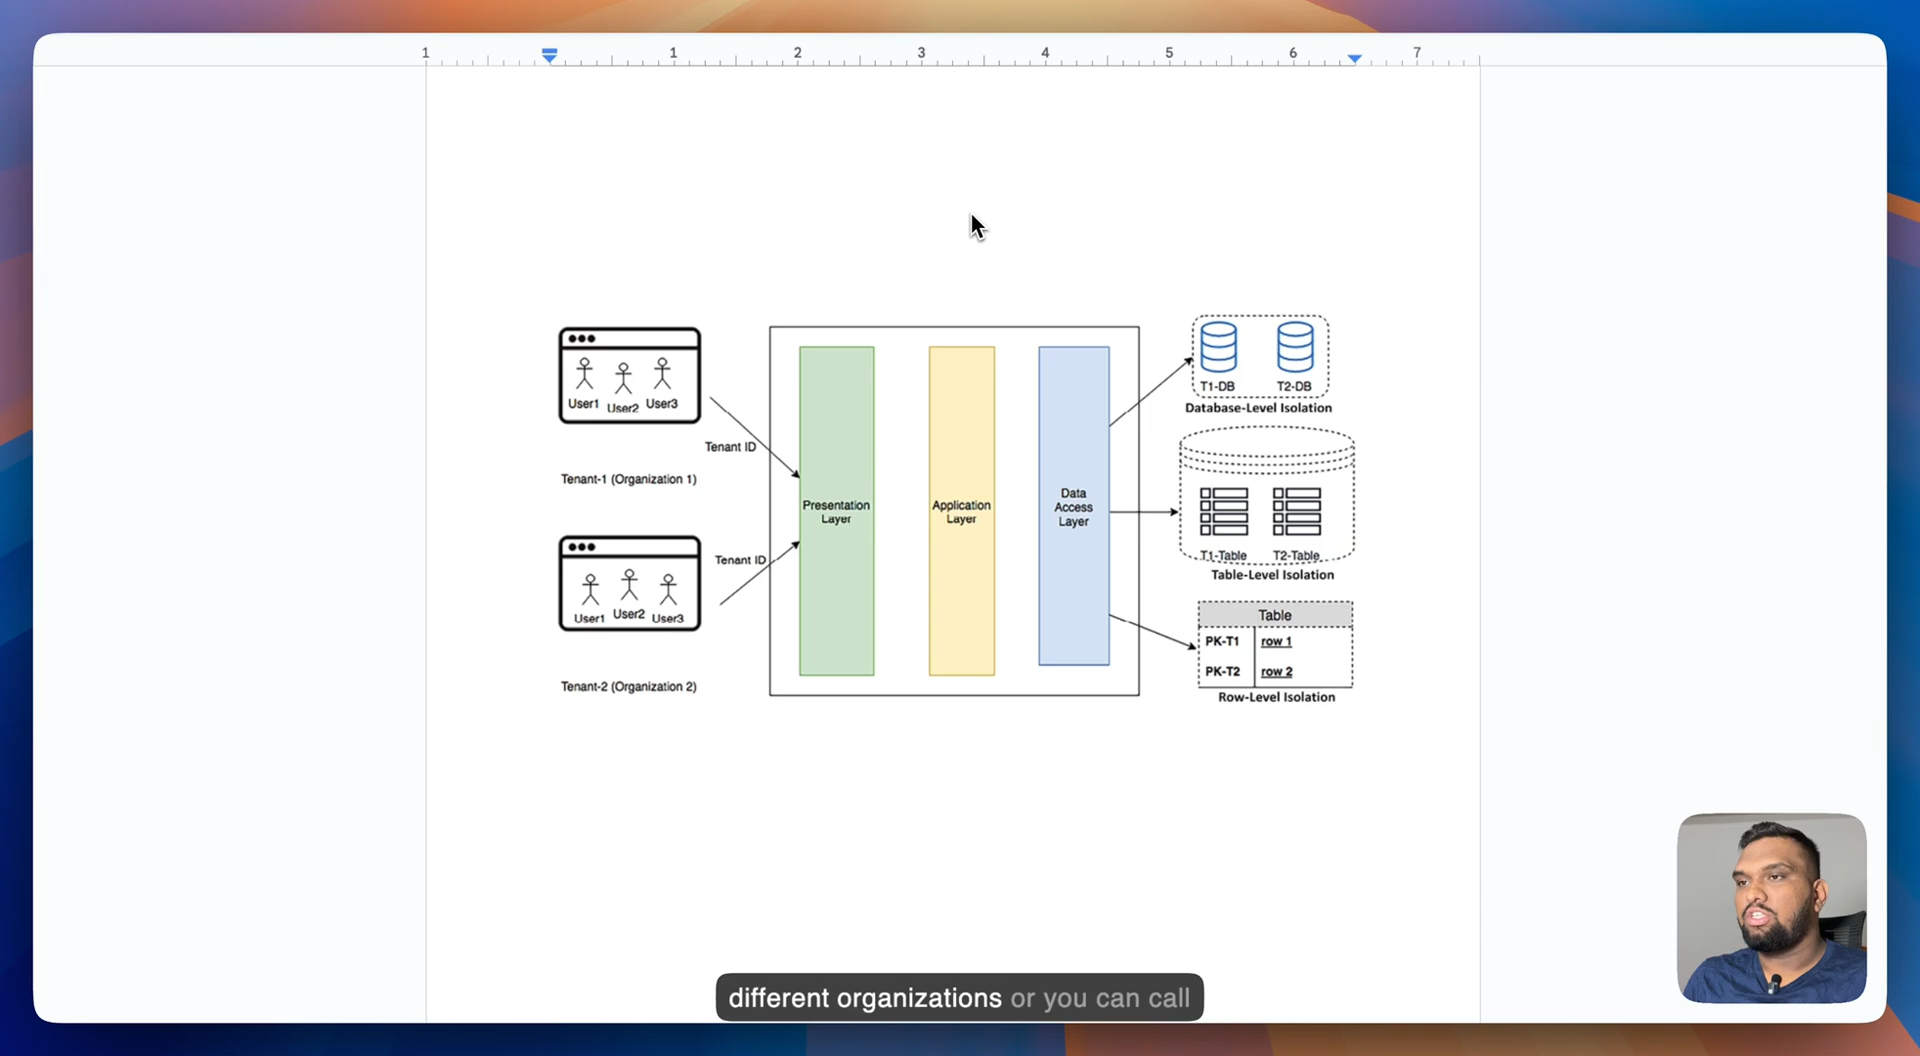 1 1 2 3 4 5 6 7
User1 User2 User3
Tenant ID
Tenant-1 (Organization 1)
Tenant ID
User1 User2 User3
Tenant-2 (Organization 2)
Presentation
Layer
Application
Layer
Data
Access
Layer
T1-DB T2-DB
Database-Level Isolation
T1-Table T2-Table
Table-Level Isolation
Table
PK-T1 row 1
PK-T2 row 2
Row-Level Isolation
different organizations or you can call